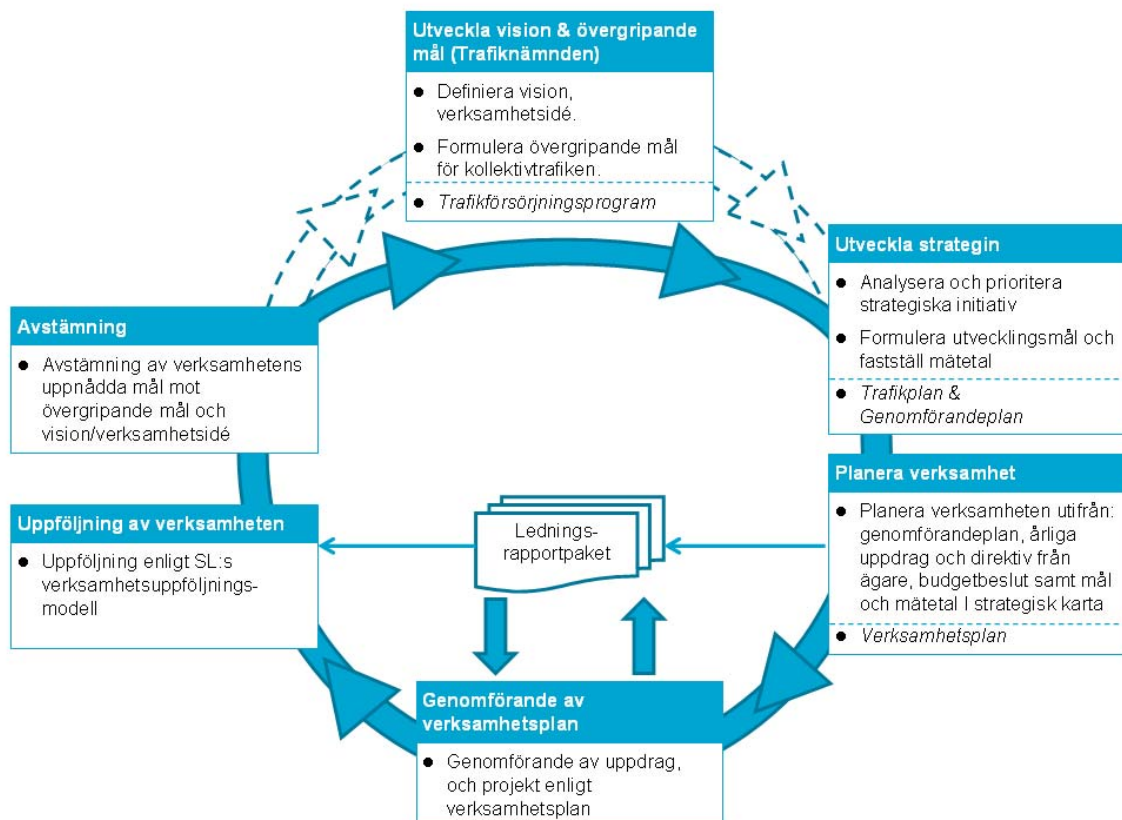 Utveckla vision & övergripande
mål (Trafiknämnden)
● Definiera vision,
verksamhetsidé.
● Formulera övergripande mål
för kollektivtrafiken.
● Trafikförsörjningsprogram
Utveckla strategin
● Analysera och prioritera
strategiska initiativ
● Formulera utvecklingsmål och
fastställ mätetal
● Trafikplan &
Genomförandeplan
Avstämning
● Avstämning av verksamhetens
uppnådda mål mot
övergripande mål och
vision/verksamhetsidé
Planera verksamhet
● Planera verksamheten utifrån:
genomförandeplan, årliga
uppdrag och direktiv från
ägare, budgetbeslut samt mål
och mätetal I strategisk karta
● Verksamhetsplan
Lednings-
rapportpaket
Uppföljning av verksamheten
● Uppföljning enligt SL:s
verksamhetsuppföljnings-
modell
Genomförande av
verksamhetsplan
● Genomförande av uppdrag,
och projekt enligt
verksamhetsplan